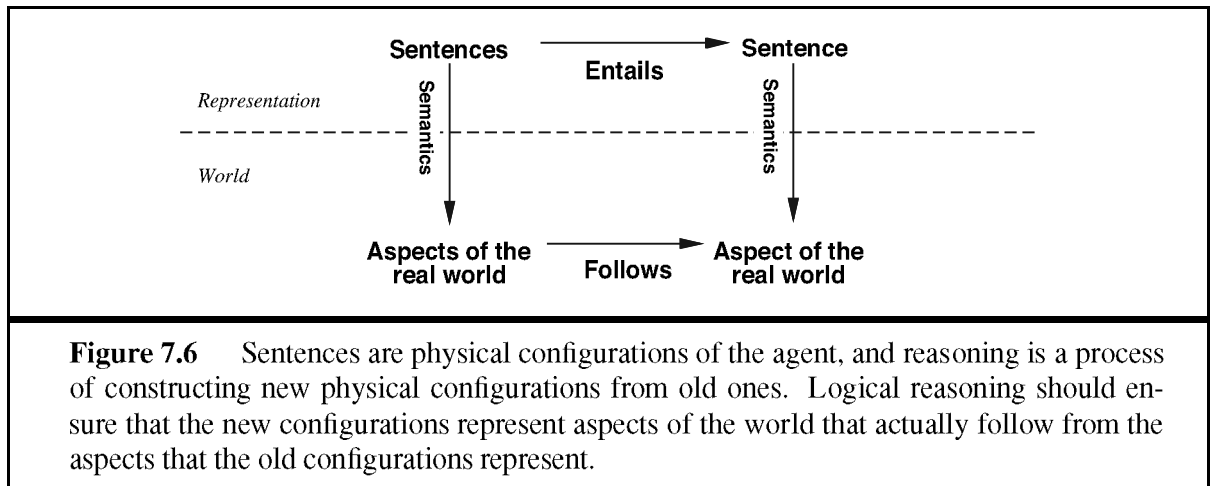 Sentences
Sentence
Entails
Semantics
Semantics
Representation
World
Aspects of the
real world
Aspect of the
real world
Follows
Figure 7.6 Sentences are physical configurations of the agent, and reasoning is a process
of constructing new physical configurations from old ones. Logical reasoning should en-
sure that the new configurations represent aspects of the world that actually follow from the
aspects that the old configurations represent.